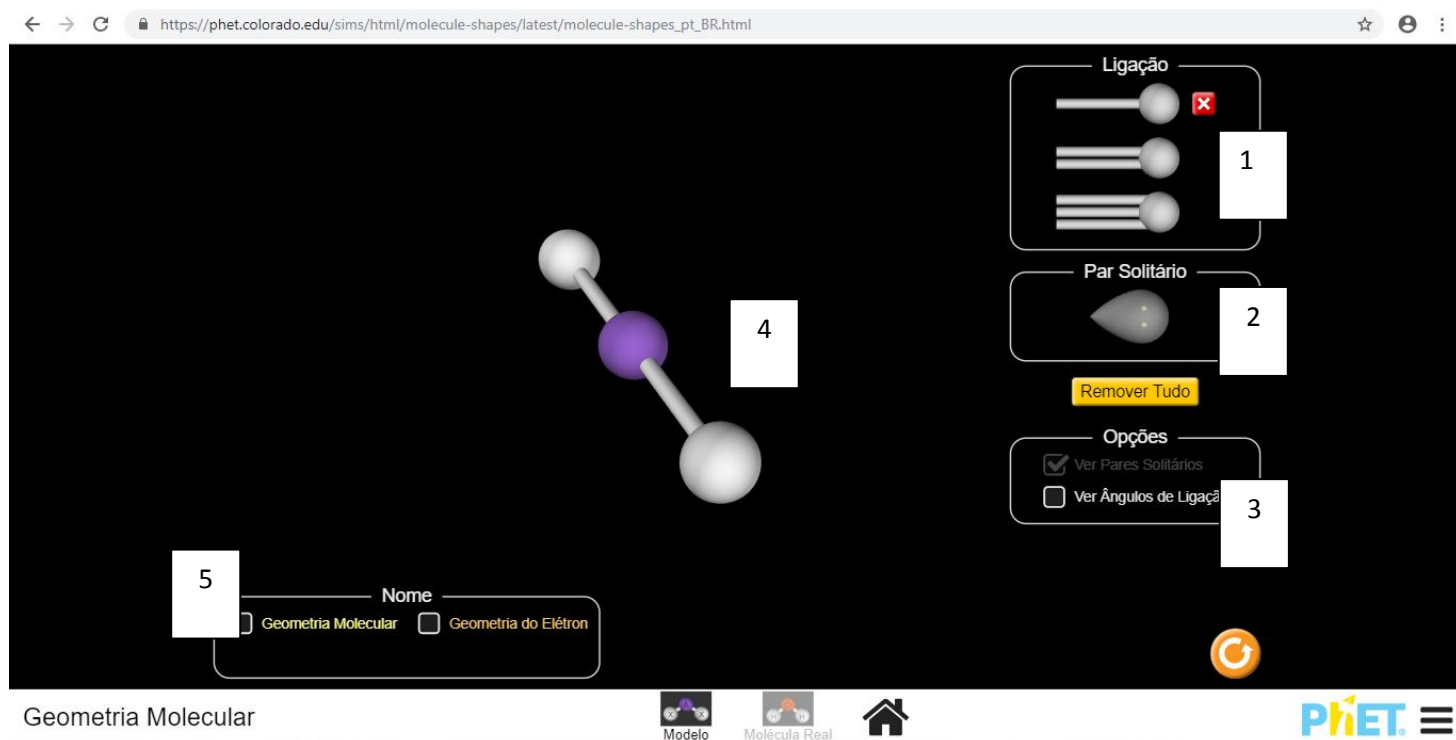 https://phet.colorado.edu/sims/html/molecule-shapes/latest/molecule-shapes_pt_BR.html
Ligação
1
Par Solitário
2
4
Remover Tudo
Opções
Ver Pares Solitários
Ver Ângulos de Ligaçã
3
5
Nome
Geometria Molecular
Geometria do Elétron
Geometria Molecular
Modelo
Molécula Real
PhET